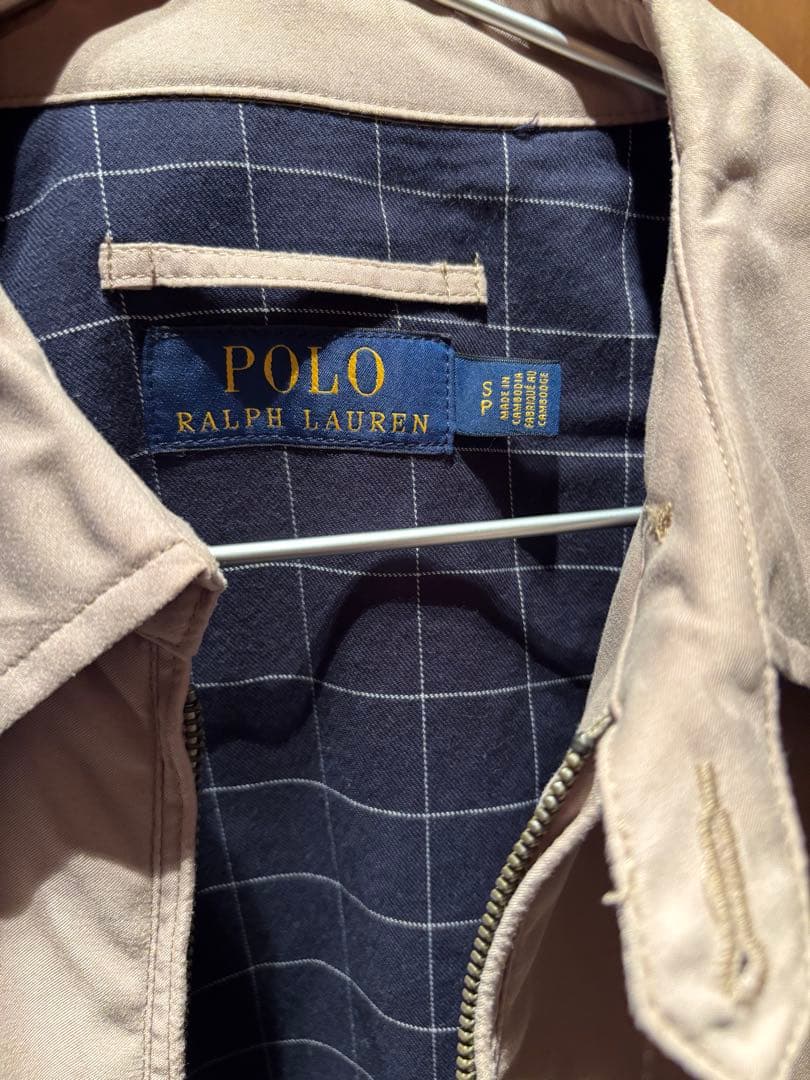 POLO
RALPH LAUREN
S
P
MADE IN
CAMBODIA
FABRIQUÉ AU
CAMBODGE